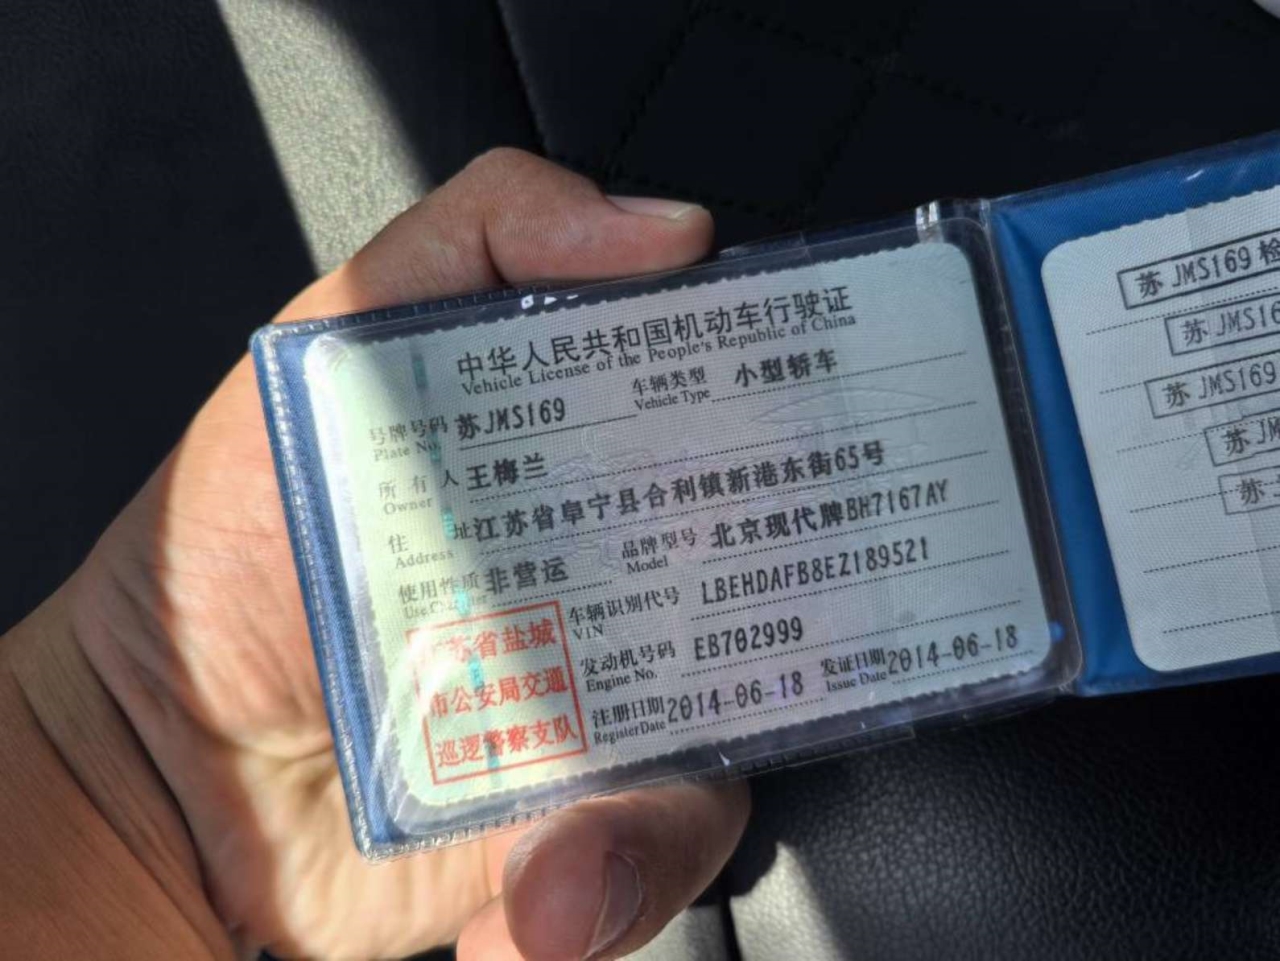 中华人民共和国机动车行驶证
Vehicle License of the People's Republic of China
号牌号码 苏JMS169 车辆类型 小型轿车
Plate No. Vehicle Type
所有人 王梅兰
Owner
住址 江苏省阜宁县合利镇新港东街65号
Address
使用性质 非营运 品牌型号 北京现代牌BH7167AY
Use Character Model
车辆识别代号 LBEHDAFB8EZ189521
VIN
发动机号码 EB702999
Engine No.
注册日期 2014-06-18 发证日期 2014-06-18
Register Date Issue Date
江苏省盐城
市公安局交通
巡逻警察支队
苏JMS169 检
苏JMS16
苏JMS169
苏JM
苏